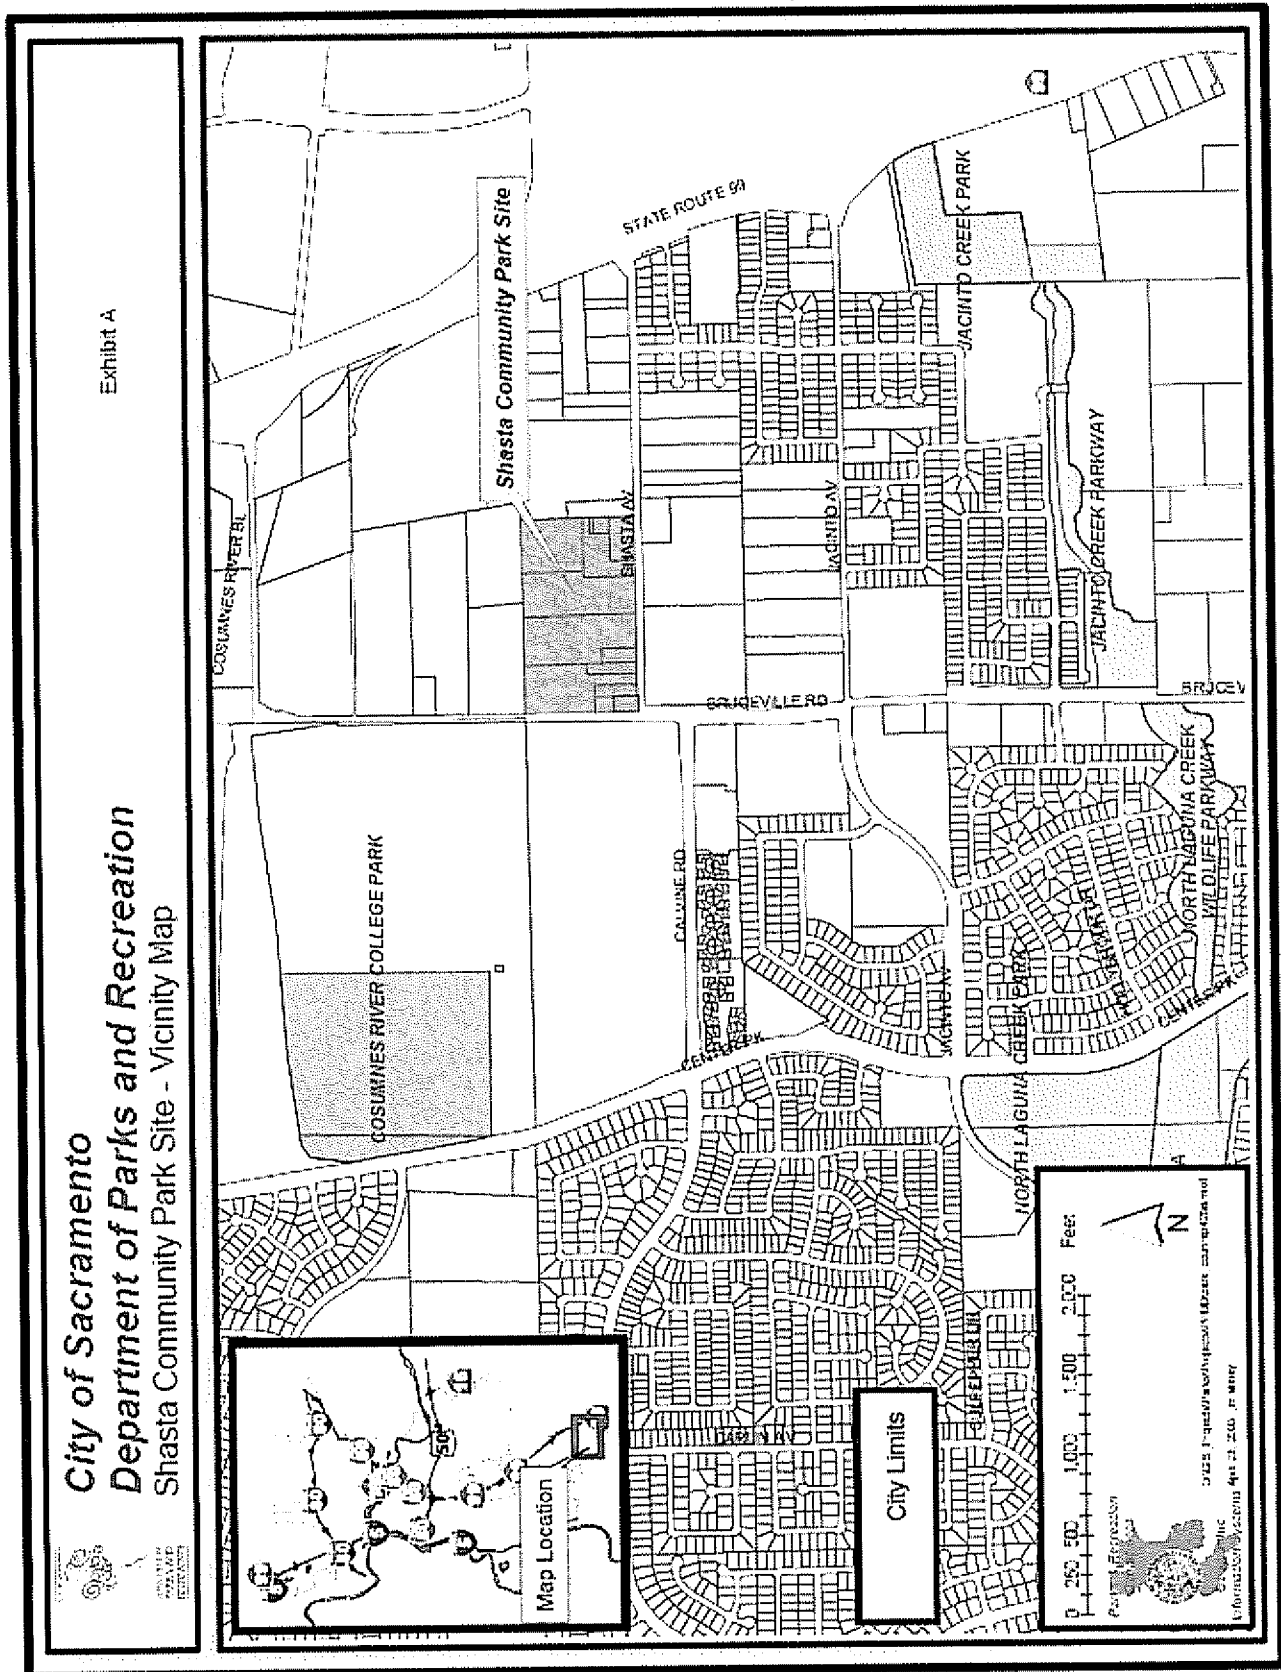 City of Sacramento
Department of Parks and Recreation
Shasta Community Park Site - Vicinity Map
Exhibit A
COSUMNES RIVER BL
Shasta Community Park Site
STATE ROUTE 99
COSUMNES RIVER COLLEGE PARK
SHASTA AV
BRUCEVILLE RD
CALVINE RD
JACINTO AV
JACINTO CREEK PARK
CENTER PK
JACINTO AV
NORTH LAGUNA CREEK PARK
JACINTO CREEK PARKWAY
BRUCEV
NORTH LAGUNA CREEK
WILDLIFE PARKWAY
CENTER PK
50
Map Location
City Limits
0 250 500 1,000 1,500 2,000 Feet
N